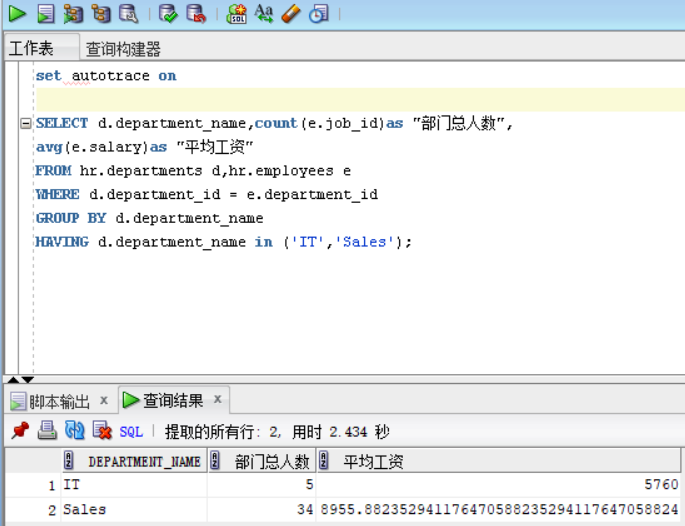 工作表 查询构建器
set autotrace on
SELECT d.department_name,count(e.job_id)as "部门总人数",
avg(e.salary)as "平均工资"
FROM hr.departments d,hr.employees e
WHERE d.department_id = e.department_id
GROUP BY d.department_name
HAVING d.department_name in ('IT','Sales');
脚本输出 × 查询结果 ×
SQL | 提取的所有行: 2, 用时 2.434 秒
DEPARTMENT_NAME 部门总人数 平均工资
1 IT 5 5760
2 Sales 34 8955.88235294117647058823529411764705882​4